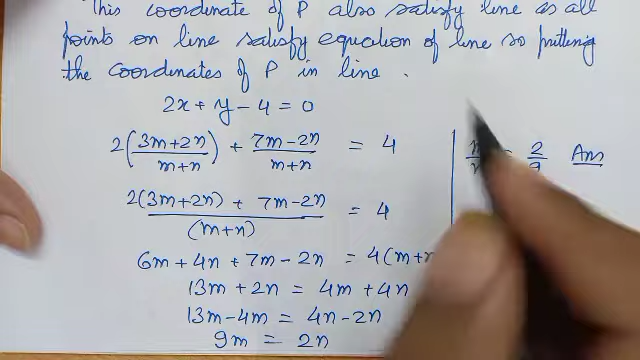 This coordinate of P also satisfy line as all
points on line satisfy equation of line so putting
the coordinates of P in line .
2x + y - 4 = 0
2(3m+2n/m+n) + 7m-2n/m+n = 4
2(3m+2n) + 7m-2n/(m+n) = 4
6m + 4n + 7m - 2n = 4(m+n
13m + 2n = 4m + 4n
13m - 4m = 4n - 2n
9m = 2n
= 2/9 Ans